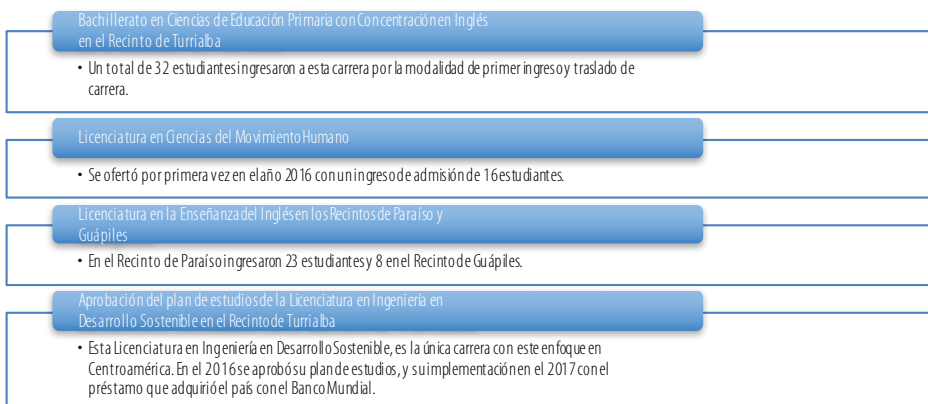 Bachillerato en Ciencias de Educación Primaria con Concentración en Inglés
en el Recinto de Turrialba
• Un total de 32 estudiantes ingresaron a esta carrera por la modalidad de primer ingreso y traslado de
carrera.
Licenciatura en Ciencias del Movimiento Humano
• Se ofertó por primera vez en el año 2016 con un ingreso de admisión de 16 estudiantes.
Licenciatura en la Enseñanza del Inglés en los Recintos de Paraíso y
Guápiles
• En el Recinto de Paraíso ingresaron 23 estudiantes y 8 en el Recinto de Guápiles.
Aprobación del plan de estudios de la Licenciatura en Ingeniería en
Desarrollo Sostenible en el Recinto de Turrialba
• Esta Licenciatura en Ingeniería en Desarrollo Sostenible, es la única carrera con este enfoque en
Centroamérica. En el 2016 se aprobó su plan de estudios, y su implementación en el 2017 con el
préstamo que adquirió el país con el Banco Mundial.